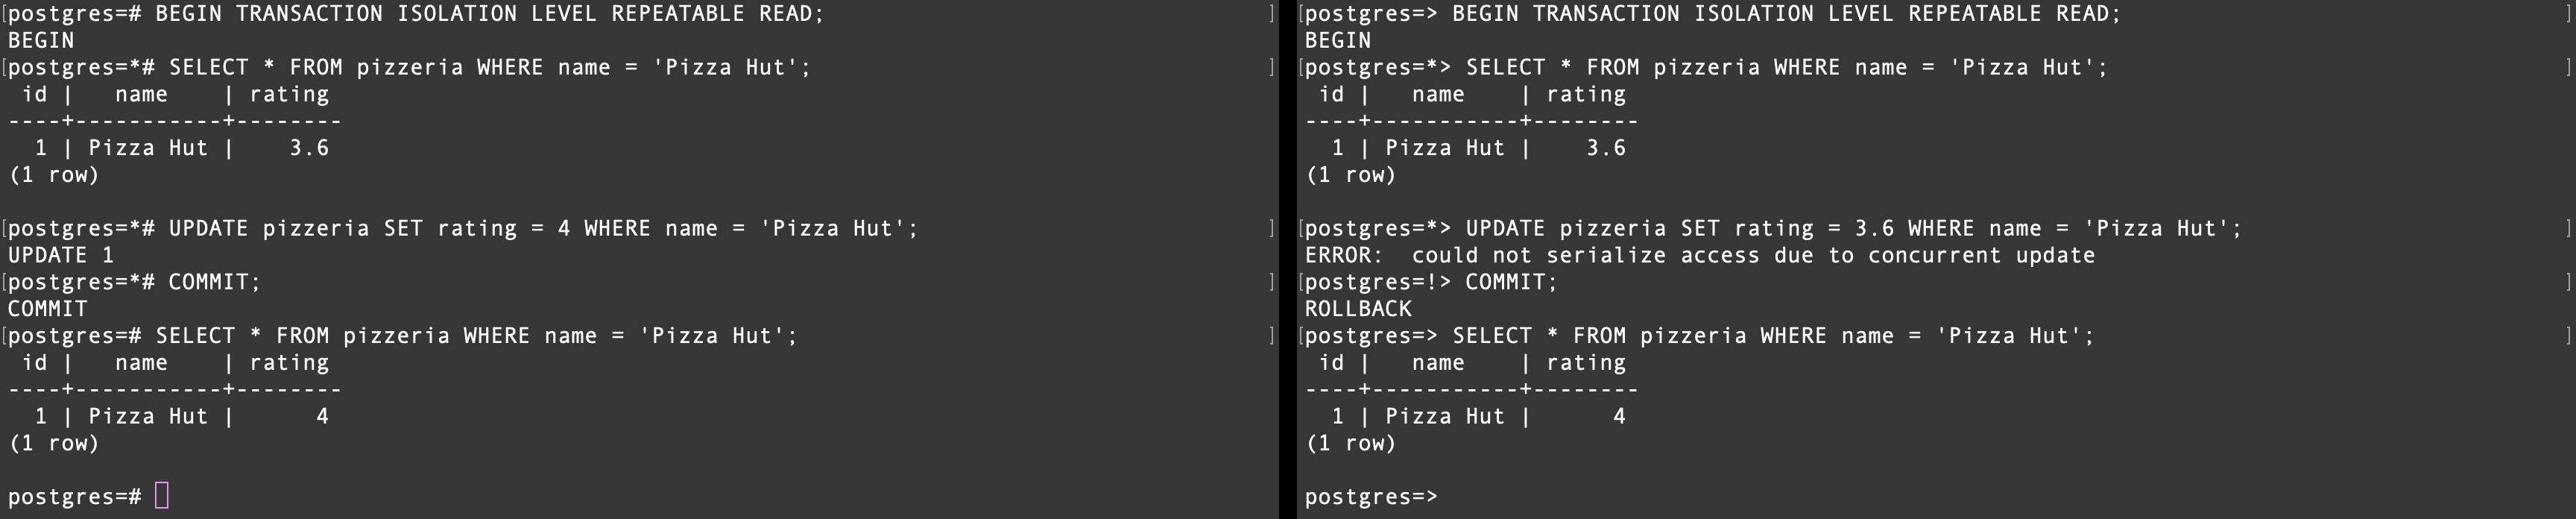 [postgres=# BEGIN TRANSACTION ISOLATION LEVEL REPEATABLE READ; ]
BEGIN
[postgres=*# SELECT * FROM pizzeria WHERE name = 'Pizza Hut'; ]
 id |   name    | rating
----+-----------+--------
  1 | Pizza Hut |    3.6
(1 row)
[postgres=*# UPDATE pizzeria SET rating = 4 WHERE name = 'Pizza Hut'; ]
UPDATE 1
[postgres=*# COMMIT; ]
COMMIT
[postgres=# SELECT * FROM pizzeria WHERE name = 'Pizza Hut'; ]
 id |   name    | rating
----+-----------+--------
  1 | Pizza Hut |      4
(1 row)
postgres=#
[postgres=> BEGIN TRANSACTION ISOLATION LEVEL REPEATABLE READ; ]
BEGIN
[postgres=*> SELECT * FROM pizzeria WHERE name = 'Pizza Hut'; ]
 id |   name    | rating
----+-----------+--------
  1 | Pizza Hut |    3.6
(1 row)
[postgres=*> UPDATE pizzeria SET rating = 3.6 WHERE name = 'Pizza Hut'; ]
ERROR:  could not serialize access due to concurrent update
[postgres=!> COMMIT; ]
ROLLBACK
[postgres=> SELECT * FROM pizzeria WHERE name = 'Pizza Hut'; ]
 id |   name    | rating
----+-----------+--------
  1 | Pizza Hut |      4
(1 row)
postgres=>